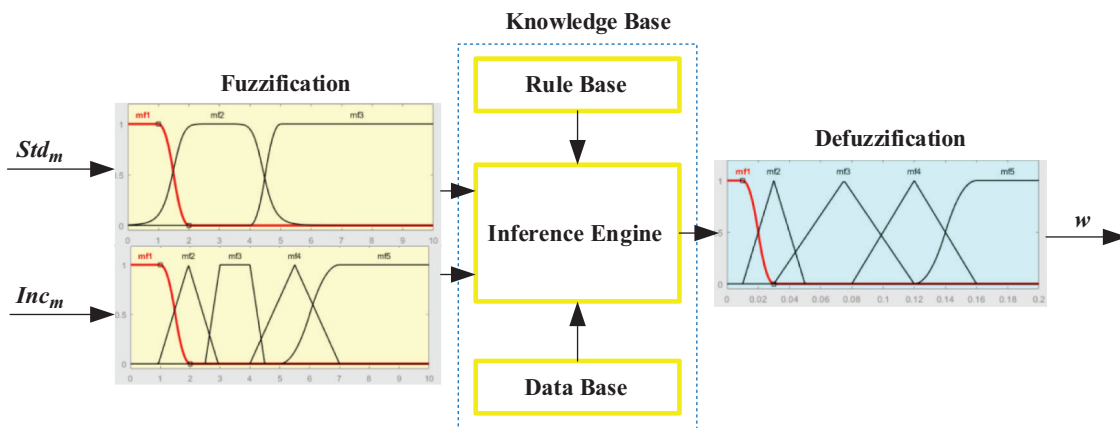 Knowledge Base
Fuzzification
Rule Base
mf1 mf2 mf3
1
Std_m
0.5
0
0 1 2 3 4 5 6 7 8 9 10
Defuzzification
mf1 mf2 mf3 mf4 mf5
1
0.5
0
0 0.02 0.04 0.06 0.08 0.1 0.12 0.14 0.16 0.18 0.2
w
Inference Engine
mf1 mf2 mf3 mf4 mf5
1
Inc_m
0.5
0
0 1 2 3 4 5 6 7 8 9 10
Data Base